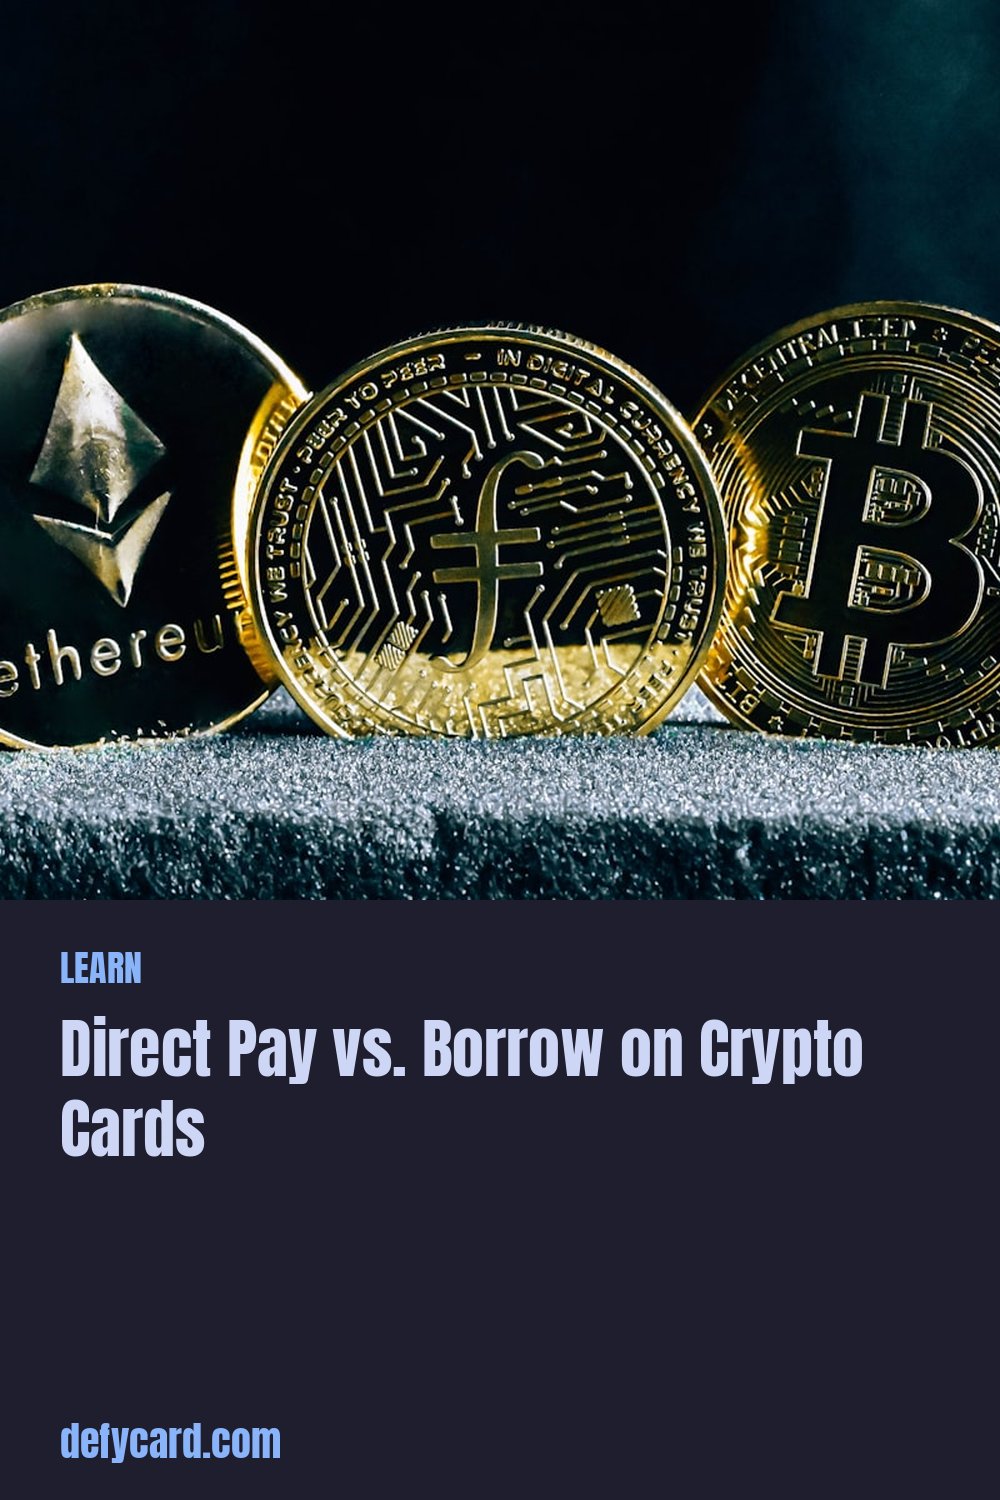 ethereu
PEER TO PEER - IN DIGITAL CURRENCY WE TRUST
DECENTRALIZED
LEARN
Direct Pay vs. Borrow on Crypto
Cards
defycard.com